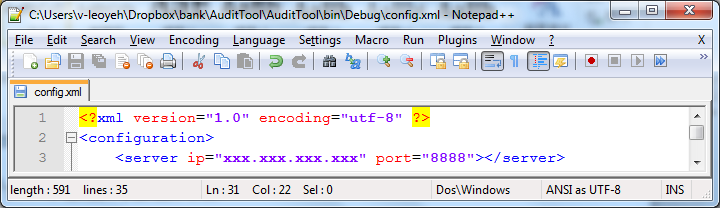 C:\Users\v-leoyeh\Dropbox\bank\AuditTool\AuditTool\bin\Debug\config.xml - Notepad++
File Edit Search View Encoding Language Settings Macro Run Plugins Window ? X
config.xml
1 <?xml version="1.0" encoding="utf-8" ?>
2 <configuration>
3 <server ip="xxx.xxx.xxx.xxx" port="8888"></server>
length : 591 lines : 35 Ln : 31 Col : 22 Sel : 0 Dos\Windows ANSI as UTF-8 INS